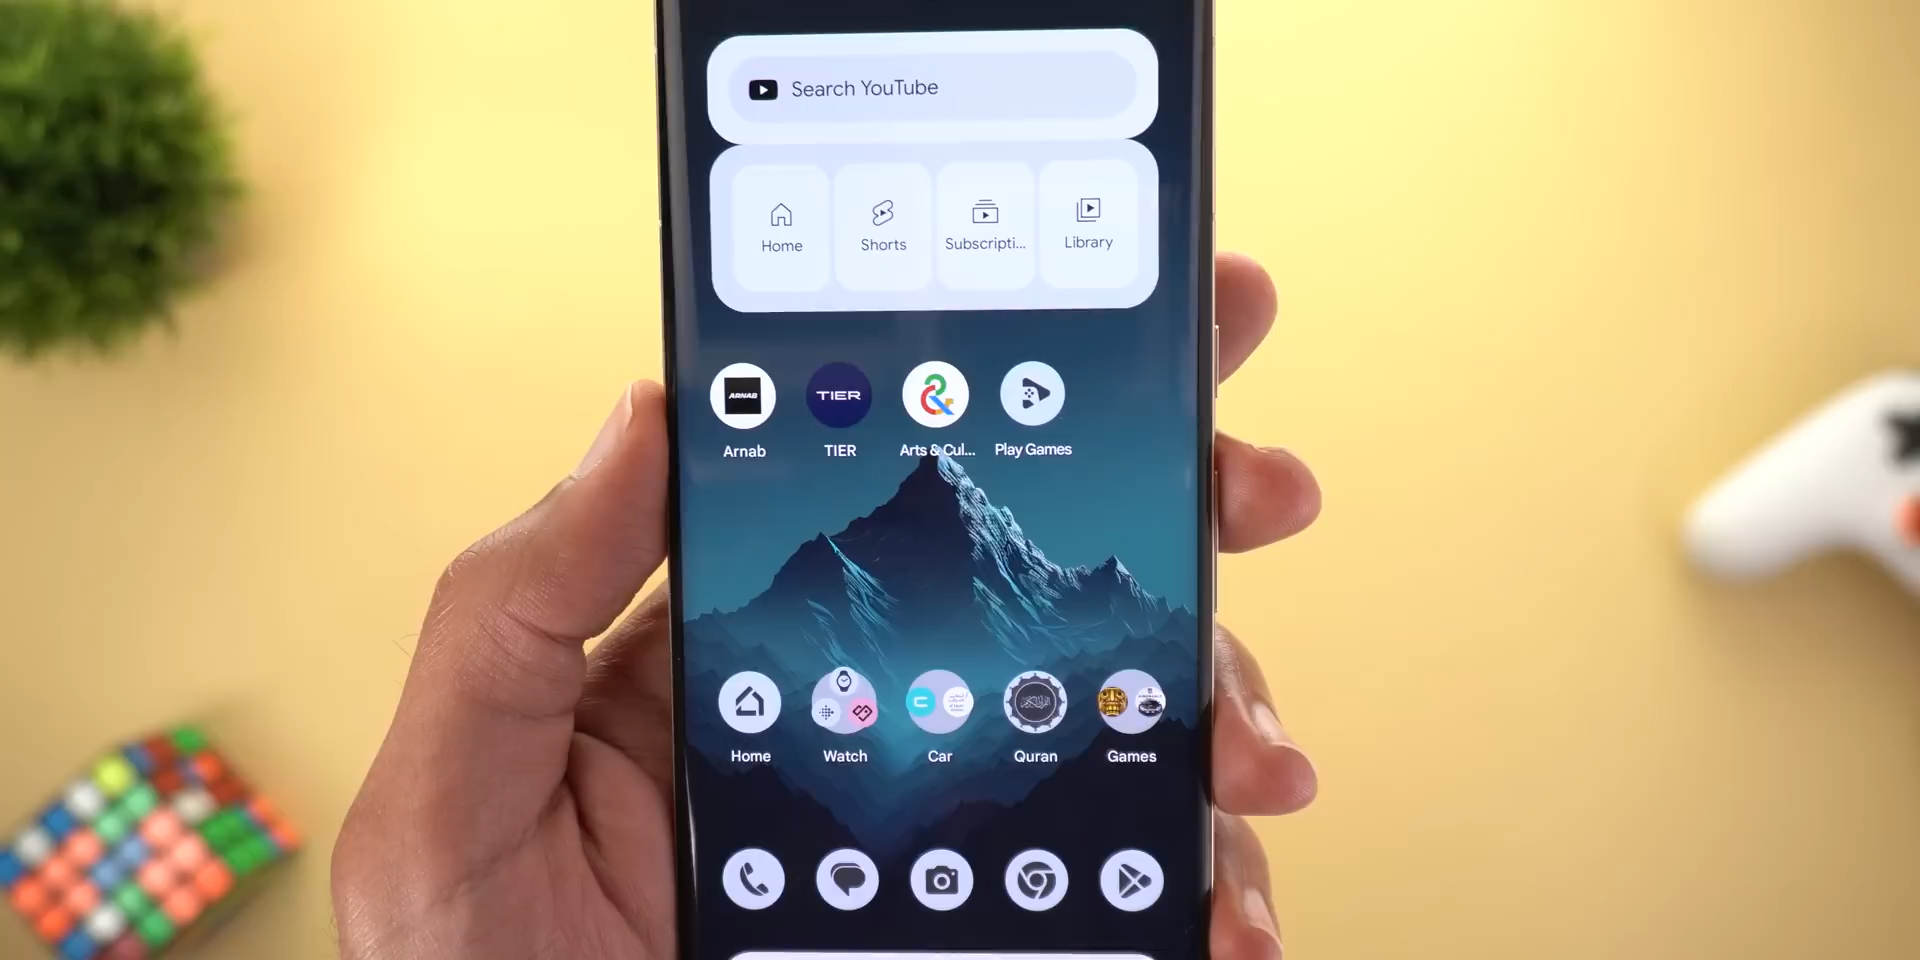 Search YouTube
Home
Shorts
Subscripti...
Library
ARNAB
TIER
Arnab
TIER
Arts & Cul...
Play Games
Home
Watch
Car
Quran
Games